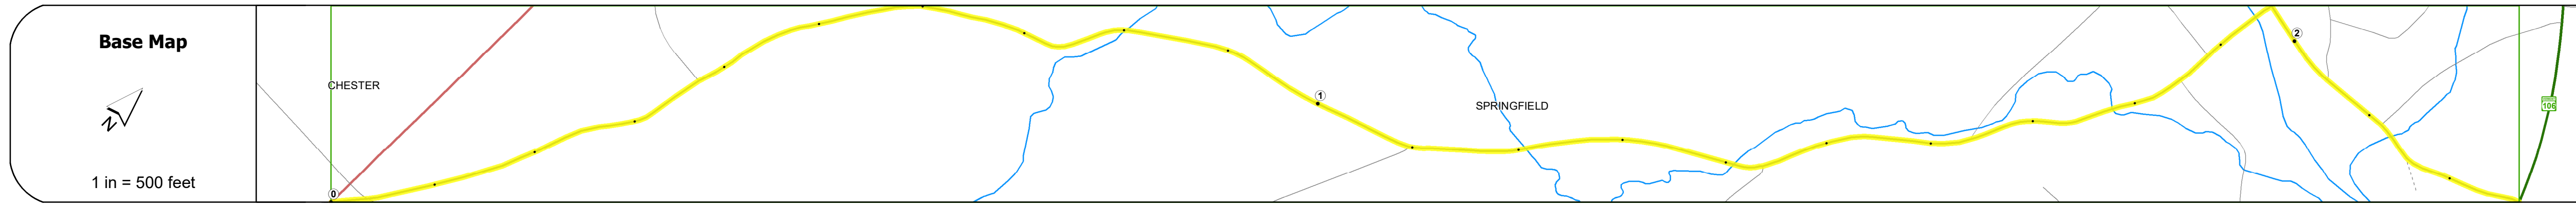 Base Map
N
1 in = 500 feet
CHESTER
0
1
SPRINGFIELD
2
106